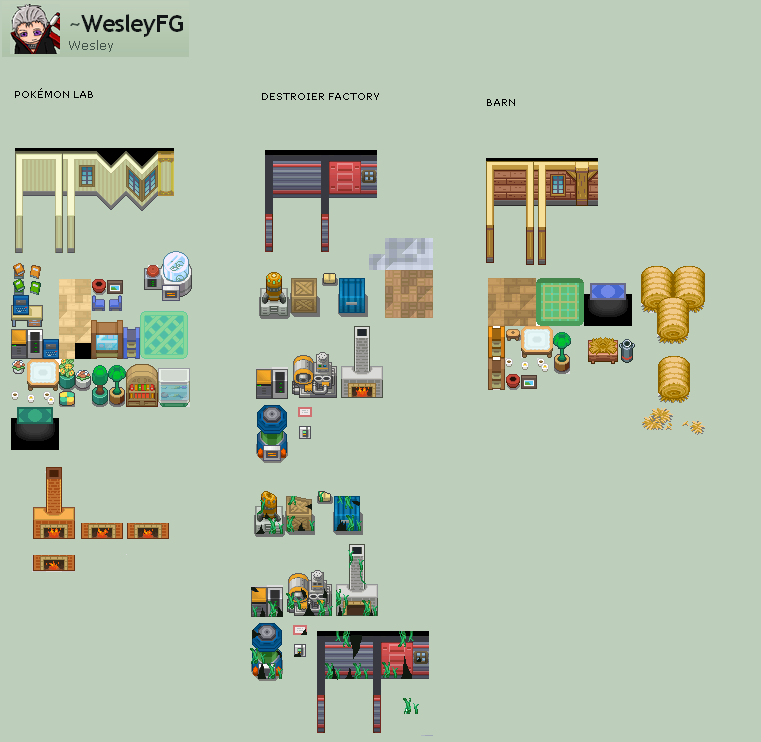 ~WesleyFG
Wesley
POKÉMON LAB
DESTROIER FACTORY
BARN